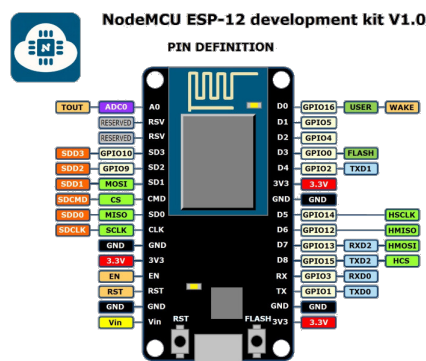 NodeMCU ESP-12 development kit V1.0
PIN DEFINITION
TOUT ADC0 A0 D0 GPIO16 USER WAKE
RESERVED RSV D1 GPIO5
RESERVED RSV D2 GPIO4
SDD3 GPIO10 SD3 D3 GPIO0 FLASH
SDD2 GPIO9 SD2 D4 GPIO2 TXD1
SDD1 MOSI SD1 3V3 3.3V
SDCMD CS CMD GND GND
SDD0 MISO SD0 D5 GPIO14 HSCLK
SDCLK SCLK CLK D6 GPIO12 HMISO
GND GND D7 GPIO13 RXD2 HMOSI
3.3V 3V3 D8 GPIO15 TXD2 HCS
EN EN RX GPIO3 RXD0
RST RST TX GPIO1 TXD0
GND GND GND GND
Vin Vin RST FLASH 3V3 3.3V